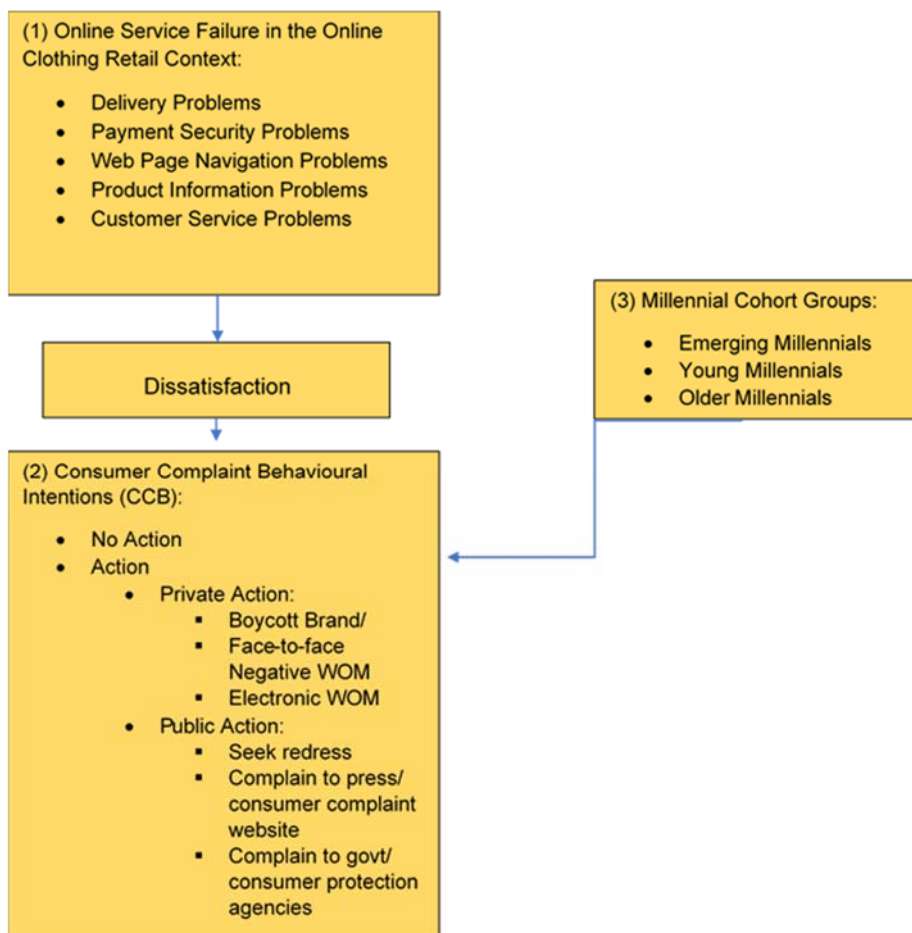 (1) Online Service Failure in the Online
Clothing Retail Context:
• Delivery Problems
• Payment Security Problems
• Web Page Navigation Problems
• Product Information Problems
• Customer Service Problems
Dissatisfaction
(3) Millennial Cohort Groups:
• Emerging Millennials
• Young Millennials
• Older Millennials
(2) Consumer Complaint Behavioural
Intentions (CCB):
• No Action
• Action
• Private Action:
▪ Boycott Brand/
▪ Face-to-face
Negative WOM
▪ Electronic WOM
• Public Action:
▪ Seek redress
▪ Complain to press/
consumer complaint
website
▪ Complain to govt/
consumer protection
agencies